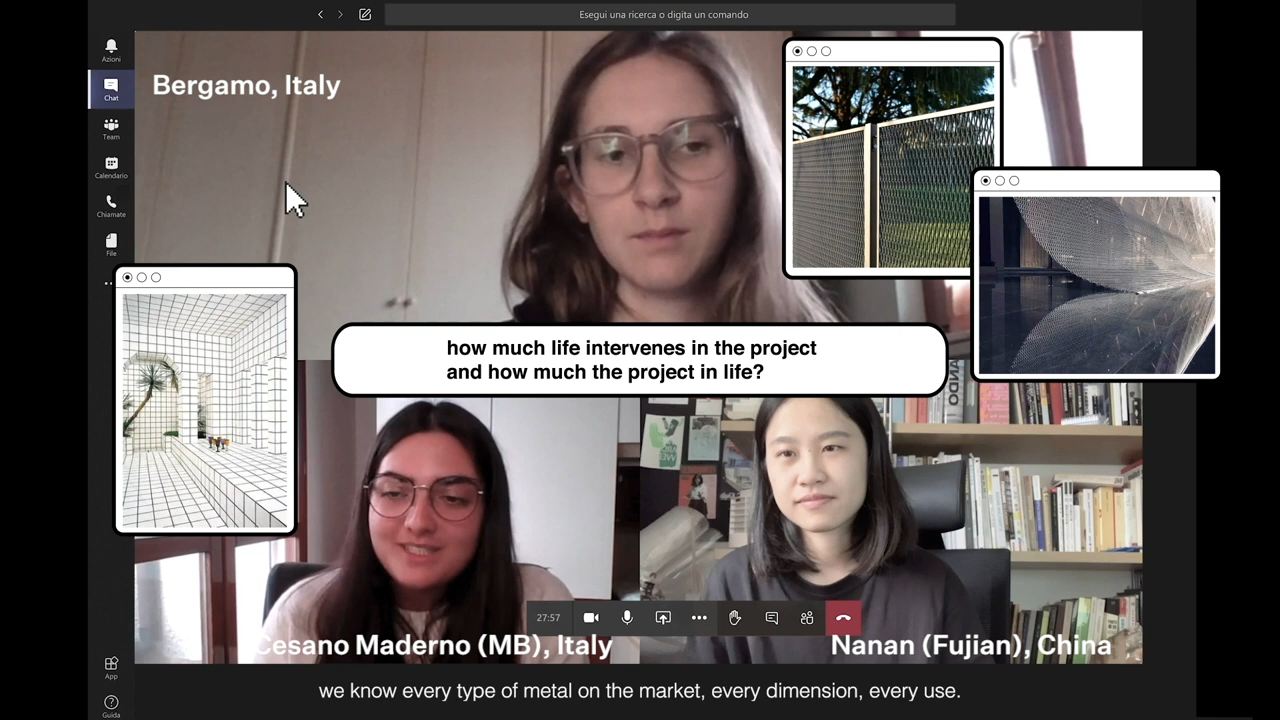 Esegui una ricerca o digita un comando
Azioni
Chat
Team
Calendario
Chiamate
File
Bergamo, Italy
how much life intervenes in the project
and how much the project in life?
27:57
Cesano Maderno (MB), Italy
Nanan (Fujian), China
App
Guida
we know every type of metal on the market, every dimension, every use.